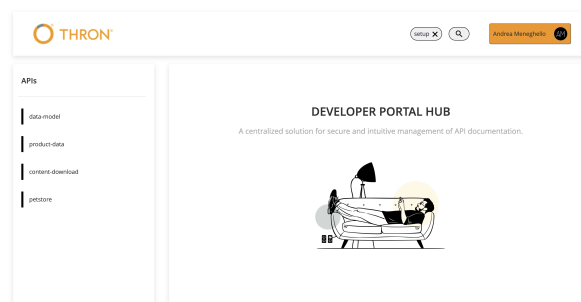 THRON
setup
Andrea Meneghello
AM
APIs
data-model
product-data
content-download
petstore
DEVELOPER PORTAL HUB
A centralized solution for secure and intuitive management of API documentation.